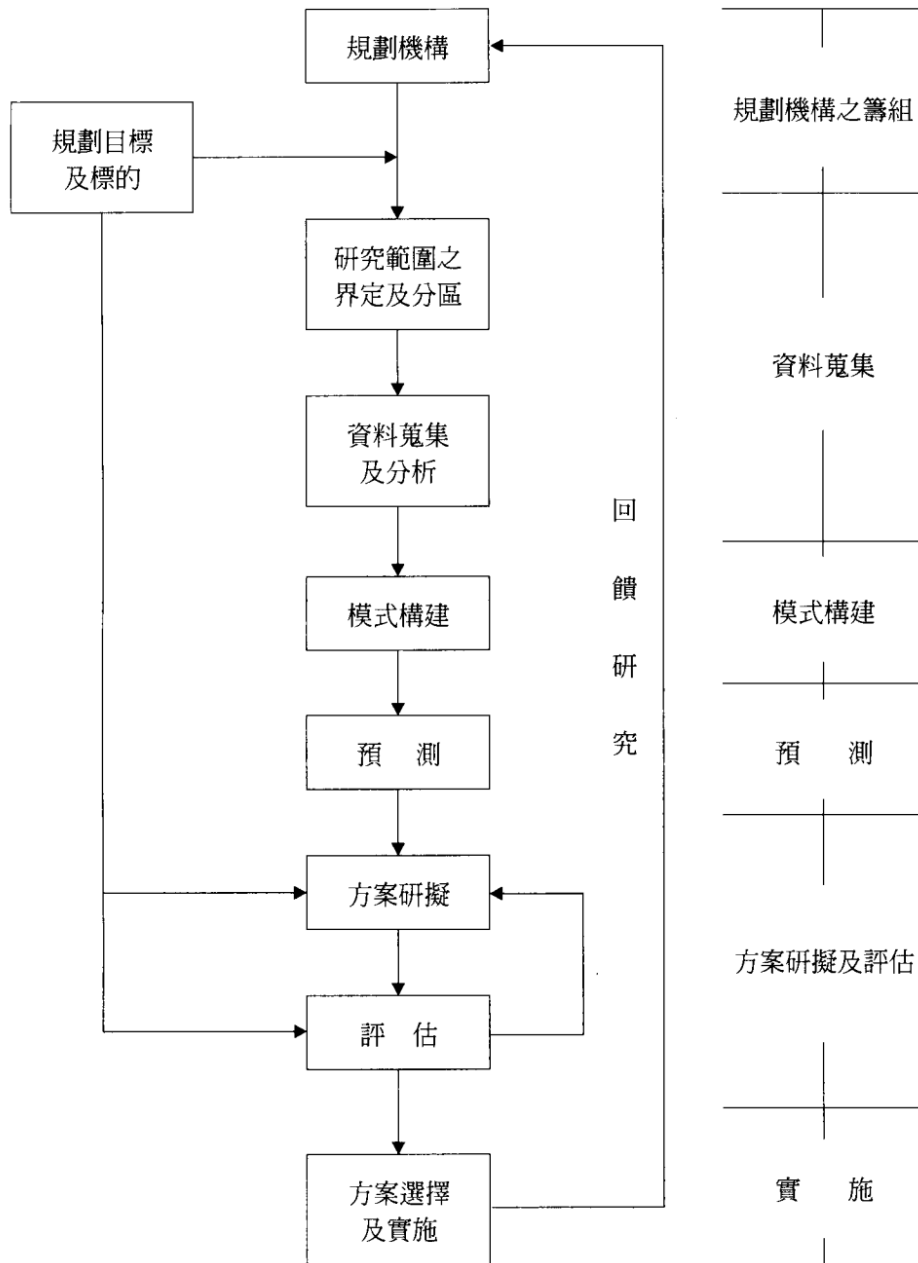 規劃機構
規劃機構之籌組
規劃目標
及標的
研究範圍之
界定及分區
資料蒐集
資料蒐集
及分析
回饋研究
模式構建
模式構建
預測
預測
方案研擬
方案研擬及評估
評估
方案選擇
及實施
實施